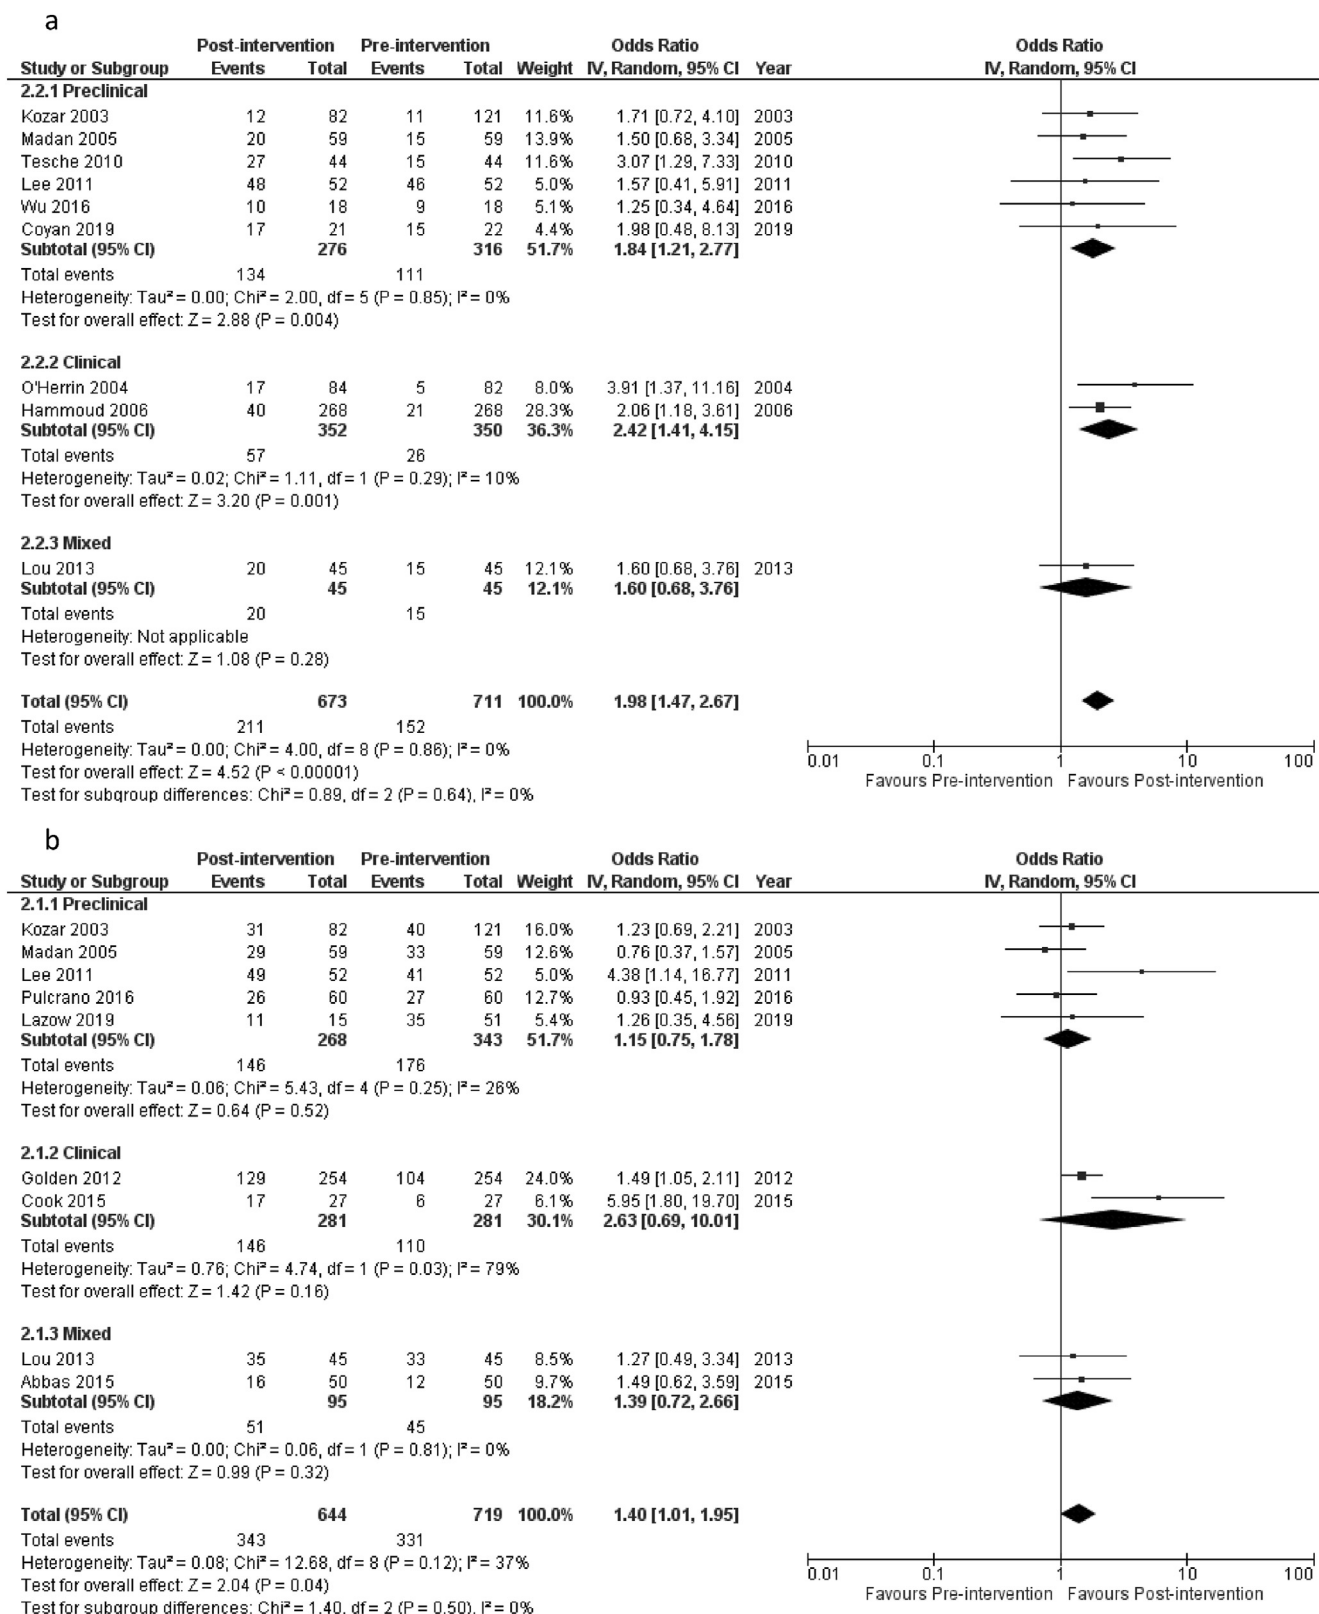 a
Post-intervention Pre-intervention Odds Ratio Odds Ratio
Study or Subgroup Events Total Events Total Weight IV, Random, 95% CI Year IV, Random, 95% CI
2.2.1 Preclinical
Kozar 2003 12 82 11 121 11.6% 1.71 [0.72, 4.10] 2003
Madan 2005 20 59 15 59 13.9% 1.50 [0.68, 3.34] 2005
Tesche 2010 27 44 15 44 11.6% 3.07 [1.29, 7.33] 2010
Lee 2011 48 52 46 52 5.0% 1.57 [0.41, 5.91] 2011
Wu 2016 10 18 9 18 5.1% 1.25 [0.34, 4.64] 2016
Coyan 2019 17 21 15 22 4.4% 1.98 [0.48, 8.13] 2019
Subtotal (95% CI) 276 316 51.7% 1.84 [1.21, 2.77]
Total events 134 111
Heterogeneity: Tau² = 0.00; Chi² = 2.00, df = 5 (P = 0.85); I² = 0%
Test for overall effect: Z = 2.88 (P = 0.004)
2.2.2 Clinical
O'Herrin 2004 17 84 5 82 8.0% 3.91 [1.37, 11.16] 2004
Hammoud 2006 40 268 21 268 28.3% 2.06 [1.18, 3.61] 2006
Subtotal (95% CI) 352 350 36.3% 2.42 [1.41, 4.15]
Total events 57 26
Heterogeneity: Tau² = 0.02; Chi² = 1.11, df = 1 (P = 0.29); I² = 10%
Test for overall effect: Z = 3.20 (P = 0.001)
2.2.3 Mixed
Lou 2013 20 45 15 45 12.1% 1.60 [0.68, 3.76] 2013
Subtotal (95% CI) 45 45 12.1% 1.60 [0.68, 3.76]
Total events 20 15
Heterogeneity: Not applicable
Test for overall effect: Z = 1.08 (P = 0.28)
Total (95% CI) 673 711 100.0% 1.98 [1.47, 2.67]
Total events 211 152
Heterogeneity: Tau² = 0.00; Chi² = 4.00, df = 8 (P = 0.86); I² = 0%
Test for overall effect: Z = 4.52 (P < 0.00001)
Test for subgroup differences: Chi² = 0.89, df = 2 (P = 0.64), I² = 0%
0.01 0.1 1 10 100
Favours Pre-intervention Favours Post-intervention
b
Post-intervention Pre-intervention Odds Ratio Odds Ratio
Study or Subgroup Events Total Events Total Weight IV, Random, 95% CI Year IV, Random, 95% CI
2.1.1 Preclinical
Kozar 2003 31 82 40 121 16.0% 1.23 [0.69, 2.21] 2003
Madan 2005 29 59 33 59 12.6% 0.76 [0.37, 1.57] 2005
Lee 2011 49 52 41 52 5.0% 4.38 [1.14, 16.77] 2011
Pulcrano 2016 26 60 27 60 12.7% 0.93 [0.45, 1.92] 2016
Lazow 2019 11 15 35 51 5.4% 1.26 [0.35, 4.56] 2019
Subtotal (95% CI) 268 343 51.7% 1.15 [0.75, 1.78]
Total events 146 176
Heterogeneity: Tau² = 0.06; Chi² = 5.43, df = 4 (P = 0.25); I² = 26%
Test for overall effect: Z = 0.64 (P = 0.52)
2.1.2 Clinical
Golden 2012 129 254 104 254 24.0% 1.49 [1.05, 2.11] 2012
Cook 2015 17 27 6 27 6.1% 5.95 [1.80, 19.70] 2015
Subtotal (95% CI) 281 281 30.1% 2.63 [0.69, 10.01]
Total events 146 110
Heterogeneity: Tau² = 0.76; Chi² = 4.74, df = 1 (P = 0.03); I² = 79%
Test for overall effect: Z = 1.42 (P = 0.16)
2.1.3 Mixed
Lou 2013 35 45 33 45 8.5% 1.27 [0.49, 3.34] 2013
Abbas 2015 16 50 12 50 9.7% 1.49 [0.62, 3.59] 2015
Subtotal (95% CI) 95 95 18.2% 1.39 [0.72, 2.66]
Total events 51 45
Heterogeneity: Tau² = 0.00; Chi² = 0.06, df = 1 (P = 0.81); I² = 0%
Test for overall effect: Z = 0.99 (P = 0.32)
Total (95% CI) 644 719 100.0% 1.40 [1.01, 1.95]
Total events 343 331
Heterogeneity: Tau² = 0.08; Chi² = 12.68, df = 8 (P = 0.12); I² = 37%
Test for overall effect: Z = 2.04 (P = 0.04)
Test for subgroup differences: Chi² = 1.40, df = 2 (P = 0.50), I² = 0%
0.01 0.1 1 10 100
Favours Pre-intervention Favours Post-intervention